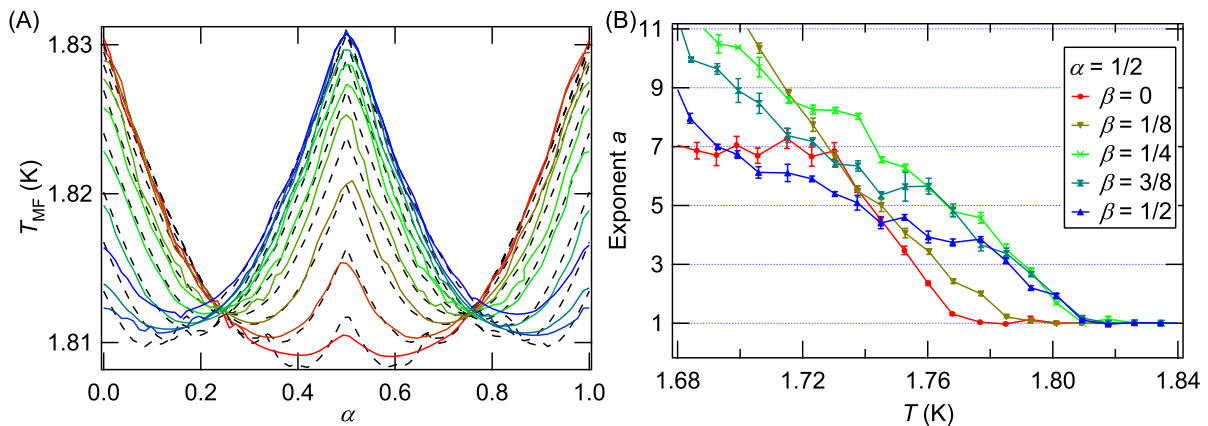 (A)
1.83
1.82
1.81
T_MF (K)
0.0 0.2 0.4 0.6 0.8 1.0
α
(B)
11
9
7
5
3
1
Exponent a
1.68 1.72 1.76 1.80 1.84
T (K)
α = 1/2
β = 0
β = 1/8
β = 1/4
β = 3/8
β = 1/2